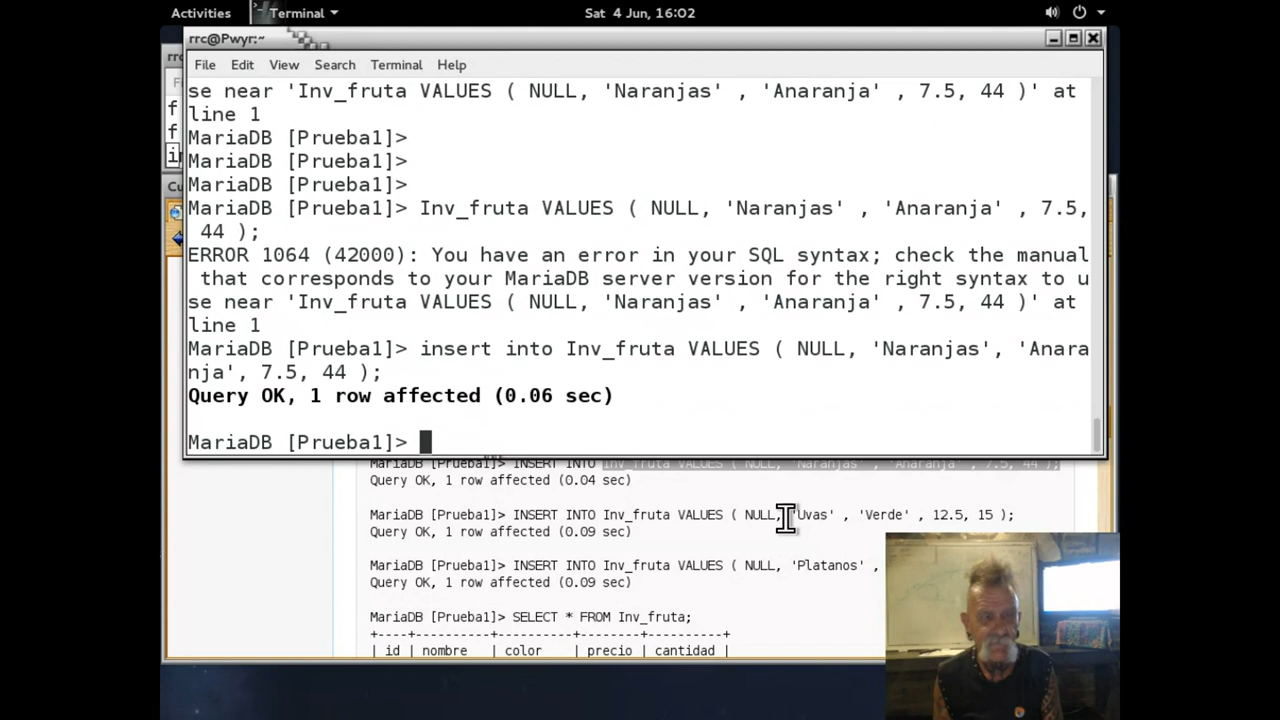 Activities
Terminal
Sat 4 Jun, 16:02
rrc@Pwyr:~
File Edit View Search Terminal Help
se near 'Inv_fruta VALUES ( NULL, 'Naranjas' , 'Anaranja' , 7.5, 44 )' at
line 1
MariaDB [Prueba1]>
MariaDB [Prueba1]>
MariaDB [Prueba1]>
MariaDB [Prueba1]> Inv_fruta VALUES ( NULL, 'Naranjas' , 'Anaranja' , 7.5,
44 );
ERROR 1064 (42000): You have an error in your SQL syntax; check the manual
that corresponds to your MariaDB server version for the right syntax to u
se near 'Inv_fruta VALUES ( NULL, 'Naranjas' , 'Anaranja' , 7.5, 44 )' at
line 1
MariaDB [Prueba1]> insert into Inv_fruta VALUES ( NULL, 'Naranjas', 'Anara
nja', 7.5, 44 );
Query OK, 1 row affected (0.06 sec)
MariaDB [Prueba1]>
MariaDB [Prueba1]> INSERT INTO Inv_fruta VALUES ( NULL, 'Naranjas' , 'Anaranja' , 7.5, 44 );
Query OK, 1 row affected (0.04 sec)
MariaDB [Prueba1]> INSERT INTO Inv_fruta VALUES ( NULL, 'Uvas' , 'Verde' , 12.5, 15 );
Query OK, 1 row affected (0.09 sec)
MariaDB [Prueba1]> INSERT INTO Inv_fruta VALUES ( NULL, 'Platanos' ,
Query OK, 1 row affected (0.09 sec)
MariaDB [Prueba1]> SELECT * FROM Inv_fruta;
+----+----------+----------+--------+----------+
| id | nombre | color | precio | cantidad |